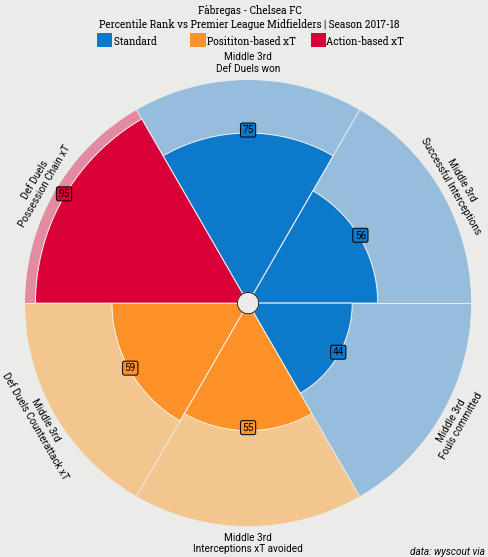 Fàbregas - Chelsea FC
Percentile Rank vs Premier League Midfielders | Season 2017-18
Standard Posititon-based xT Action-based xT
Middle 3rd
Def Duels won
75
Middle 3rd
Successful Interceptions
56
Def Duels
Possession Chain xT
95
44
Middle 3rd
Fouls committed
59
Middle 3rd
Def Duels Counterattack xT
55
Middle 3rd
Interceptions xT avoided
data: wyscout via